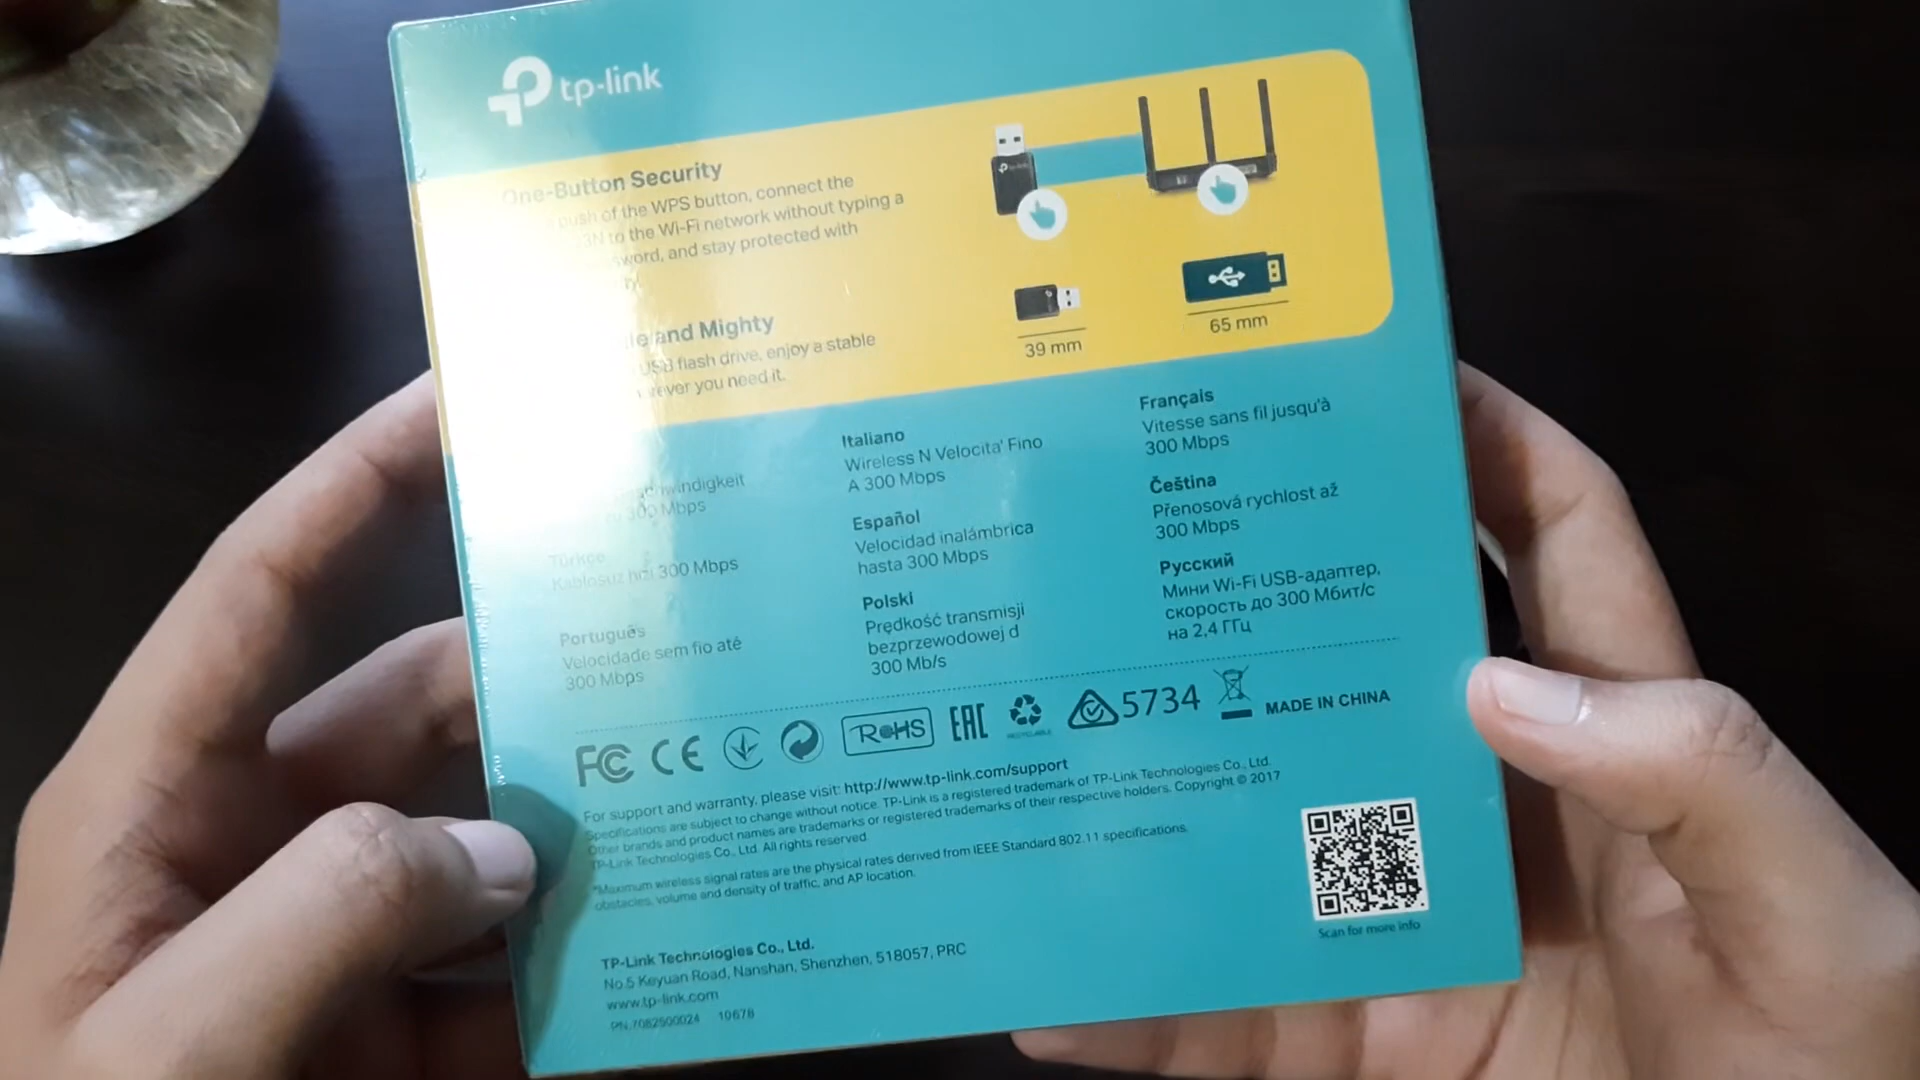 tp-link
One-Button Security
push of the WPS button, connect the
3N to the Wi-Fi network without typing a
and stay protected with
and Mighty
USB flash drive, enjoy a stable
you need it.
39 mm
65 mm
300 Mbps
Türkçe
Kablosuz hızı 300 Mbps
Português
Velocidade sem fio até
300 Mbps
Italiano
Wireless N Velocita' Fino
A 300 Mbps
Español
Velocidad inalámbrica
hasta 300 Mbps
Polski
Prędkość transmisji
bezprzewodowej d
300 Mb/s
Français
Vitesse sans fil jusqu'à
300 Mbps
Čeština
Přenosová rychlost až
300 Mbps
Русский
Мини Wi-Fi USB-адаптер,
скорость до 300 Мбит/с
на 2,4 ГГц
FC CE RoHS EAC RECYCLABLE 5734 MADE IN CHINA
For support and warranty, please visit: http://www.tp-link.com/support
Specifications are subject to change without notice. TP-Link is a registered trademark of TP-Link Technologies Co., Ltd.
Other brands and product names are trademarks or registered trademarks of their respective holders. Copyright © 2017
TP-Link Technologies Co., Ltd. All rights reserved.
*Maximum wireless signal rates are the physical rates derived from IEEE Standard 802.11 specifications.
obstacles, volume and density of traffic, and AP location.
Scan for more info
TP-Link Technologies Co., Ltd.
No.5 Keyuan Road, Nanshan, Shenzhen, 518057, PRC
www.tp-link.com
PN:7082500024 10678